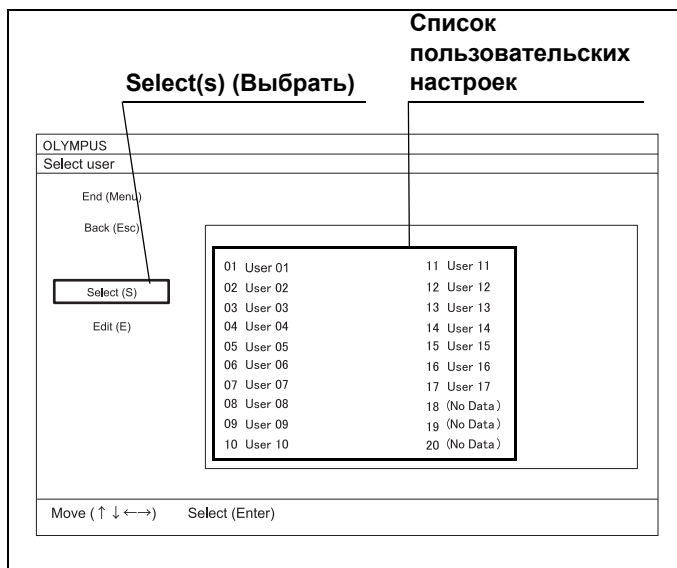 Список
пользовательских
настроек
Select(s) (Выбрать)
OLYMPUS
Select user
End (Menu)
Back (Esc)
Select (S)
Edit (E)
01 User 01
02 User 02
03 User 03
04 User 04
05 User 05
06 User 06
07 User 07
08 User 08
09 User 09
10 User 10
11 User 11
12 User 12
13 User 13
14 User 14
15 User 15
16 User 16
17 User 17
18 (No Data)
19 (No Data)
20 (No Data)
Move (↑↓←→) Select (Enter)